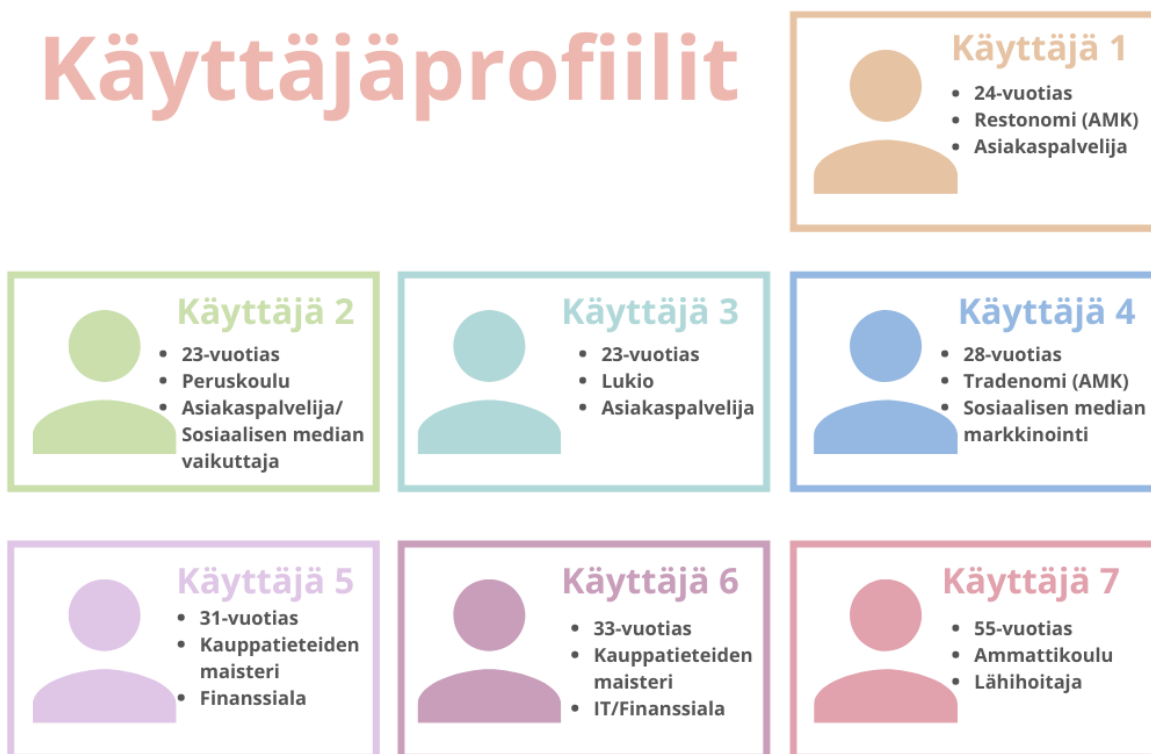 Käyttäjäprofiilit
Käyttäjä 1
• 24-vuotias
• Restonomi (AMK)
• Asiakaspalvelija
Käyttäjä 2
• 23-vuotias
• Peruskoulu
• Asiakaspalvelija/
Sosiaalisen median
vaikuttaja
Käyttäjä 3
• 23-vuotias
• Lukio
• Asiakaspalvelija
Käyttäjä 4
• 28-vuotias
• Tradenomi (AMK)
• Sosiaalisen median
markkinointi
Käyttäjä 5
• 31-vuotias
• Kauppatieteiden
maisteri
• Finanssiala
Käyttäjä 6
• 33-vuotias
• Kauppatieteiden
maisteri
• IT/Finanssiala
Käyttäjä 7
• 55-vuotias
• Ammattikoulu
• Lähihoitaja